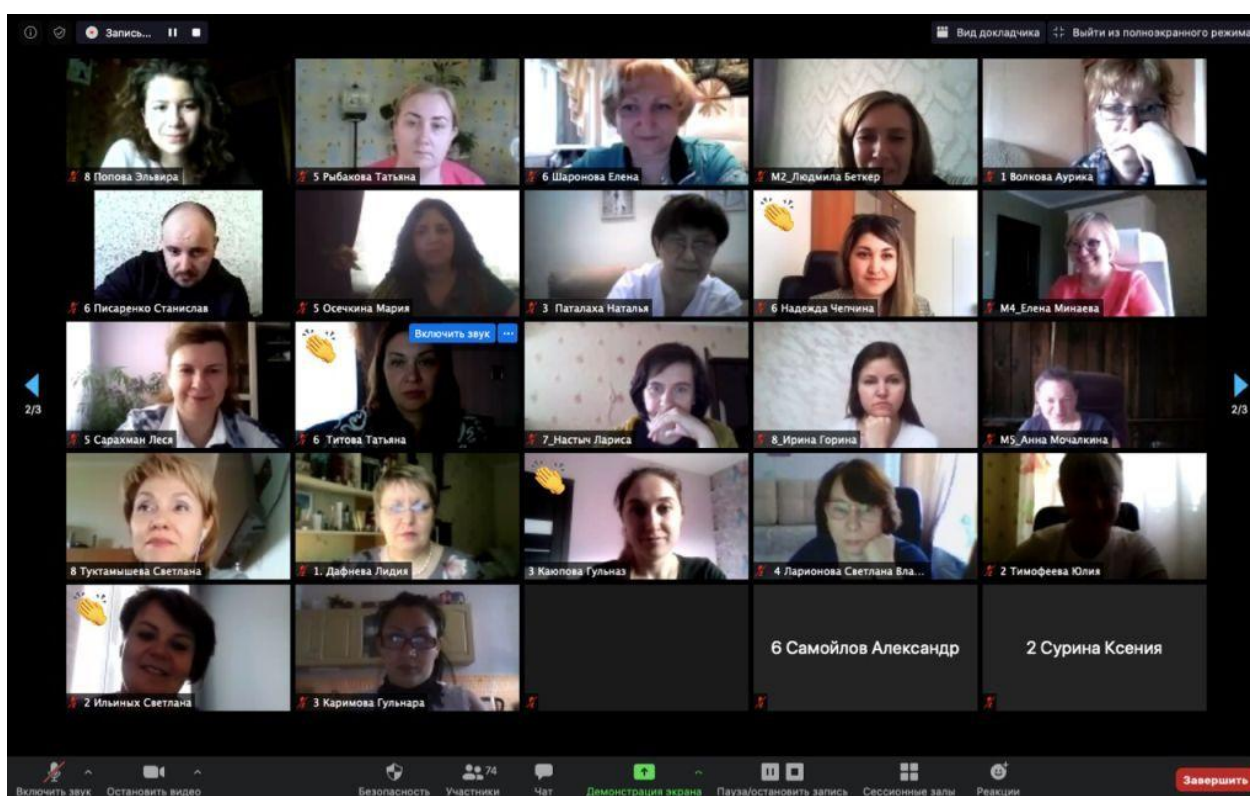 Запись...
Вид докладчика
Выйти из полноэкранного режима
8 Попова Эльвира
5 Рыбакова Татьяна
6 Шаронова Елена
М2_Людмила Беткер
1 Волкова Аурика
6 Писаренко Станислав
5 Осечкина Мария
3 Паталаха Наталья
6 Надежда Чепчина
М4_Елена Минаева
Включить звук ...
2/3
2/3
5 Сарахман Леся
6 Титова Татьяна
7_Настыч Лариса
8_Ирина Горина
М5_Анна Мочалкина
8 Туктамышева Светлана
1. Дафнева Лидия
3 Каюпова Гульназ
4 Ларионова Светлана Вла...
2 Тимофеева Юлия
6 Самойлов Александр
2 Сурина Ксения
2 Ильиных Светлана
3 Каримова Гульнара
Включить звук
Остановить видео
Безопасность
Участники 74
Чат
Демонстрация экрана
Пауза/остановить запись
Сессионные залы
Реакции
Завершить